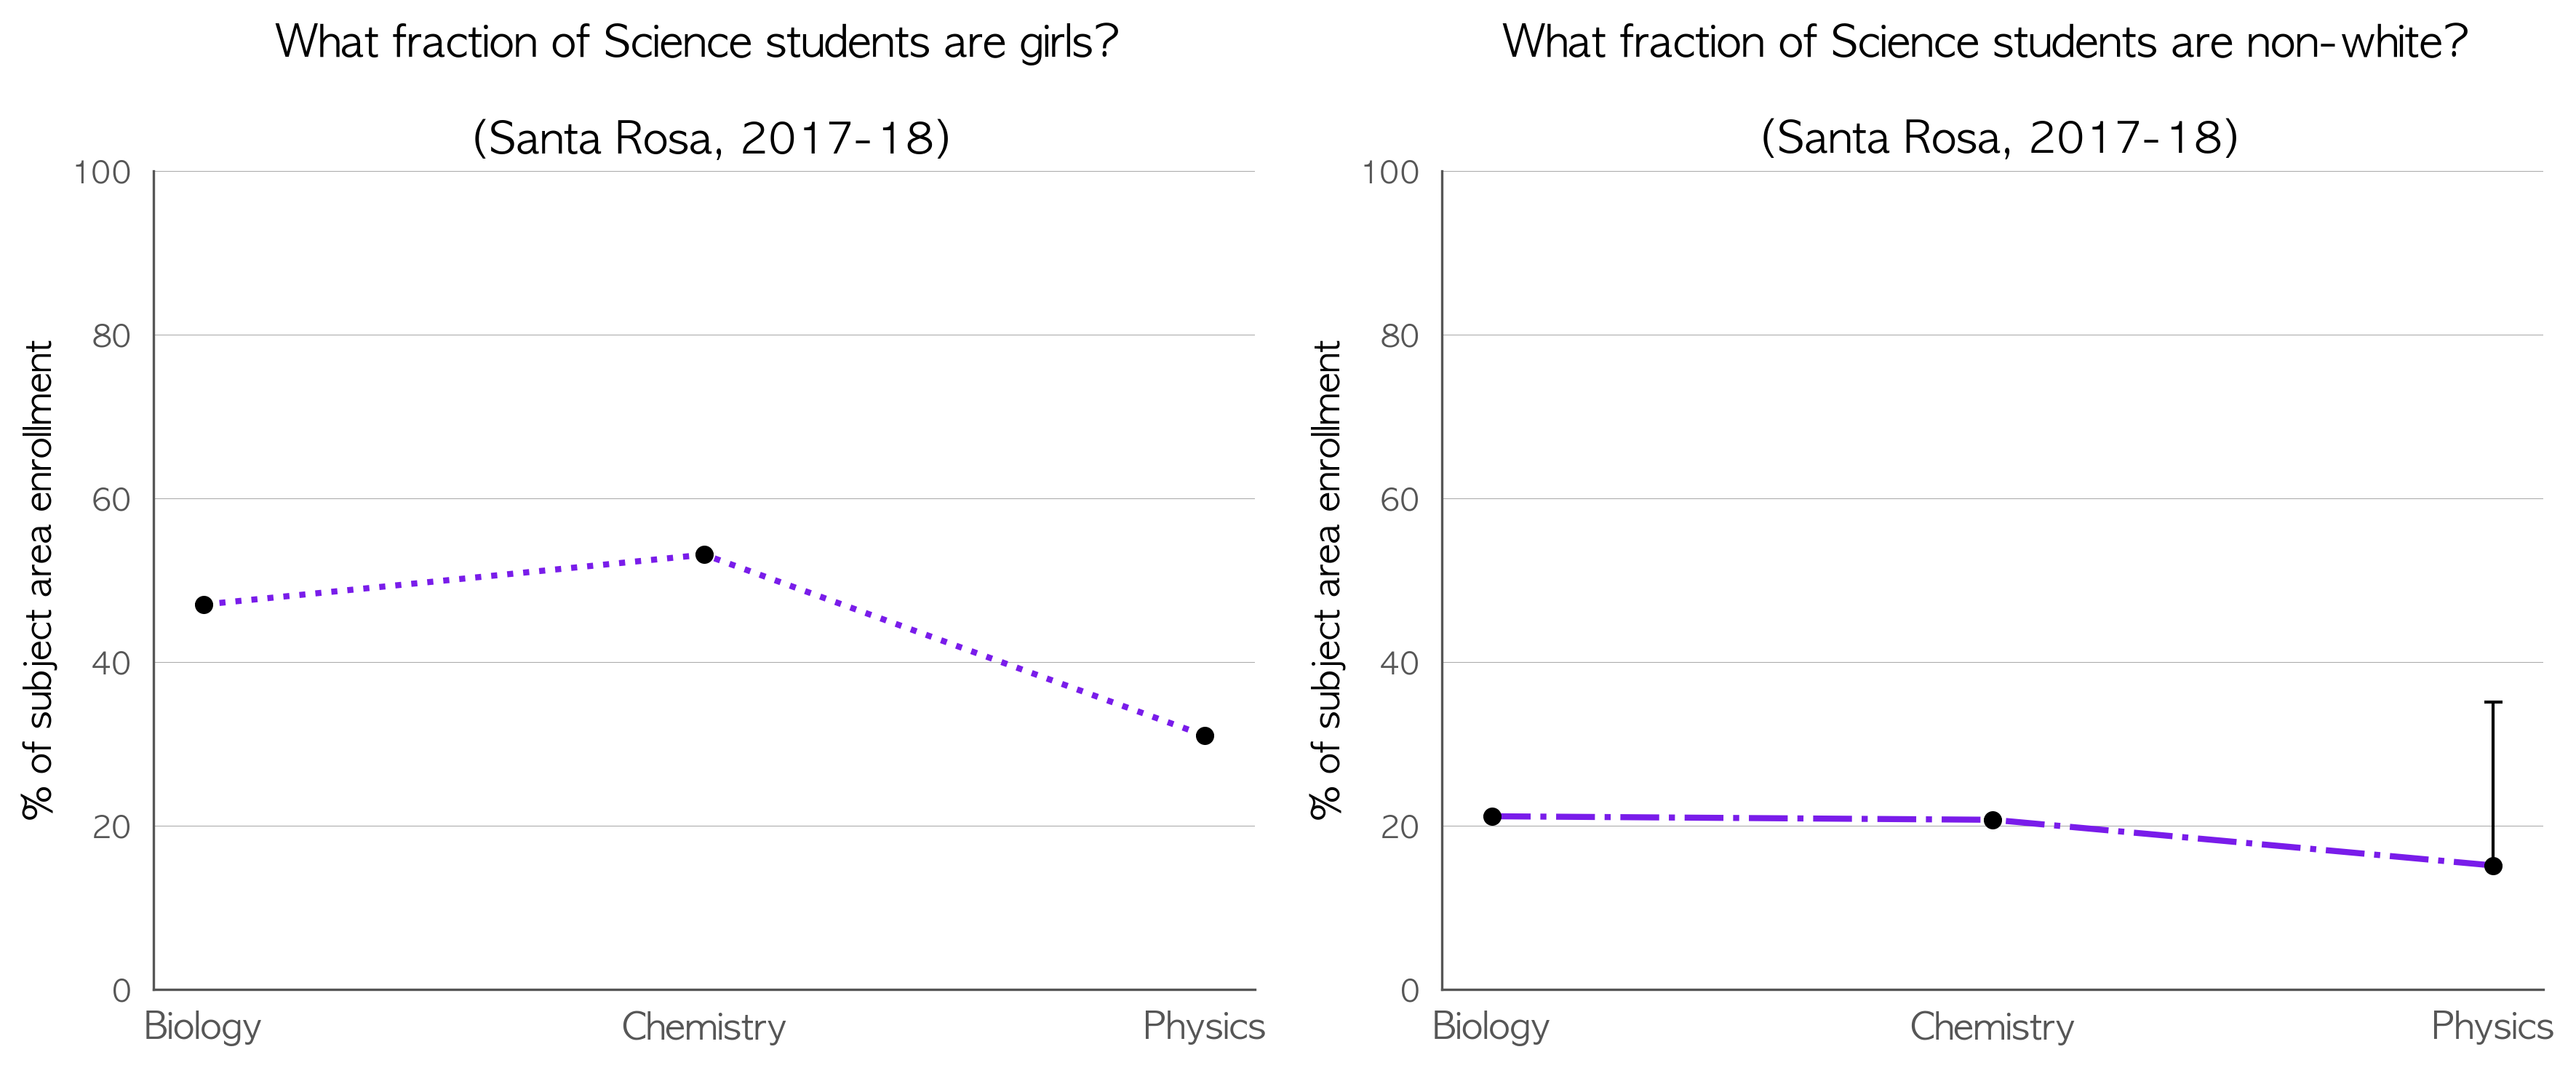 What fraction of Science students are girls?
(Santa Rosa, 2017-18)
100
80
60
40
20
0
% of subject area enrollment
Biology
Chemistry
Physics
What fraction of Science students are non-white?
(Santa Rosa, 2017-18)
100
80
60
40
20
0
% of subject area enrollment
Biology
Chemistry
Physics